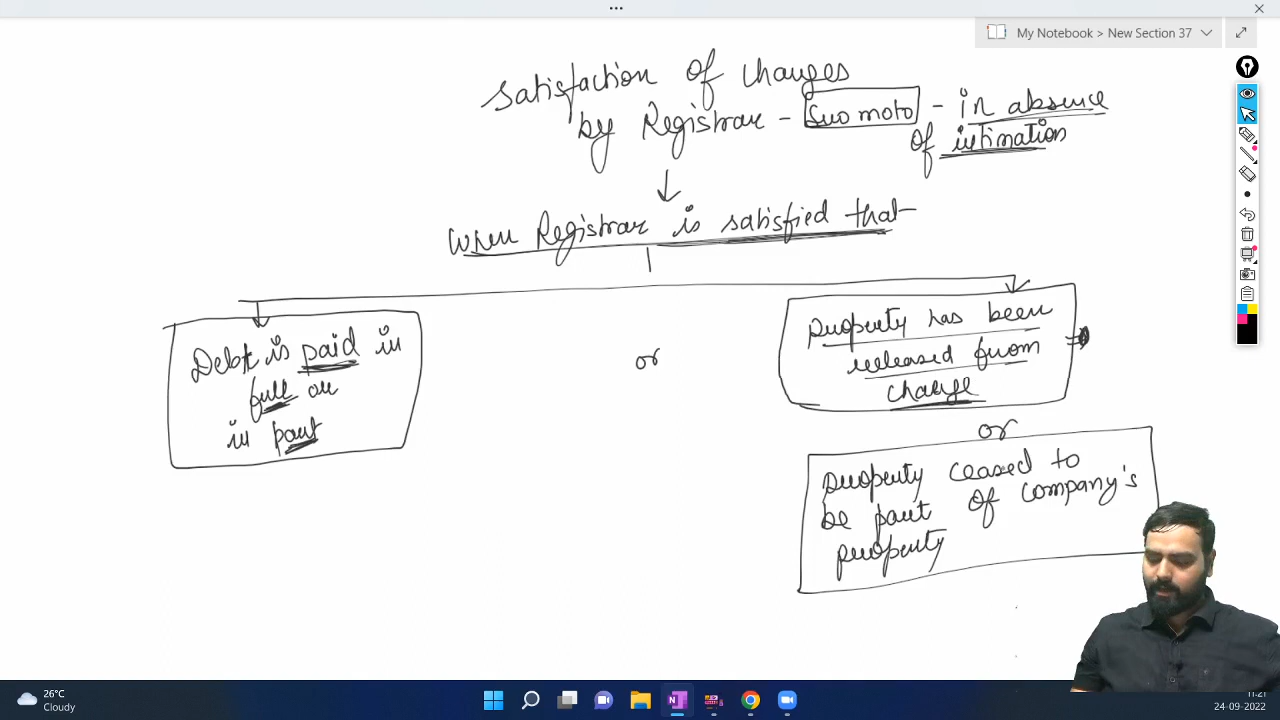 My Notebook > New Section 37
Satisfaction of charges
by Registrar - Suo moto - in absence
of intimation
When Registrar is satisfied that
Debt is paid in
full or
in part
or
property has been
released from
charge
or
property ceased to
be part of company's
property
26°C
Cloudy
11:21
24-09-2022